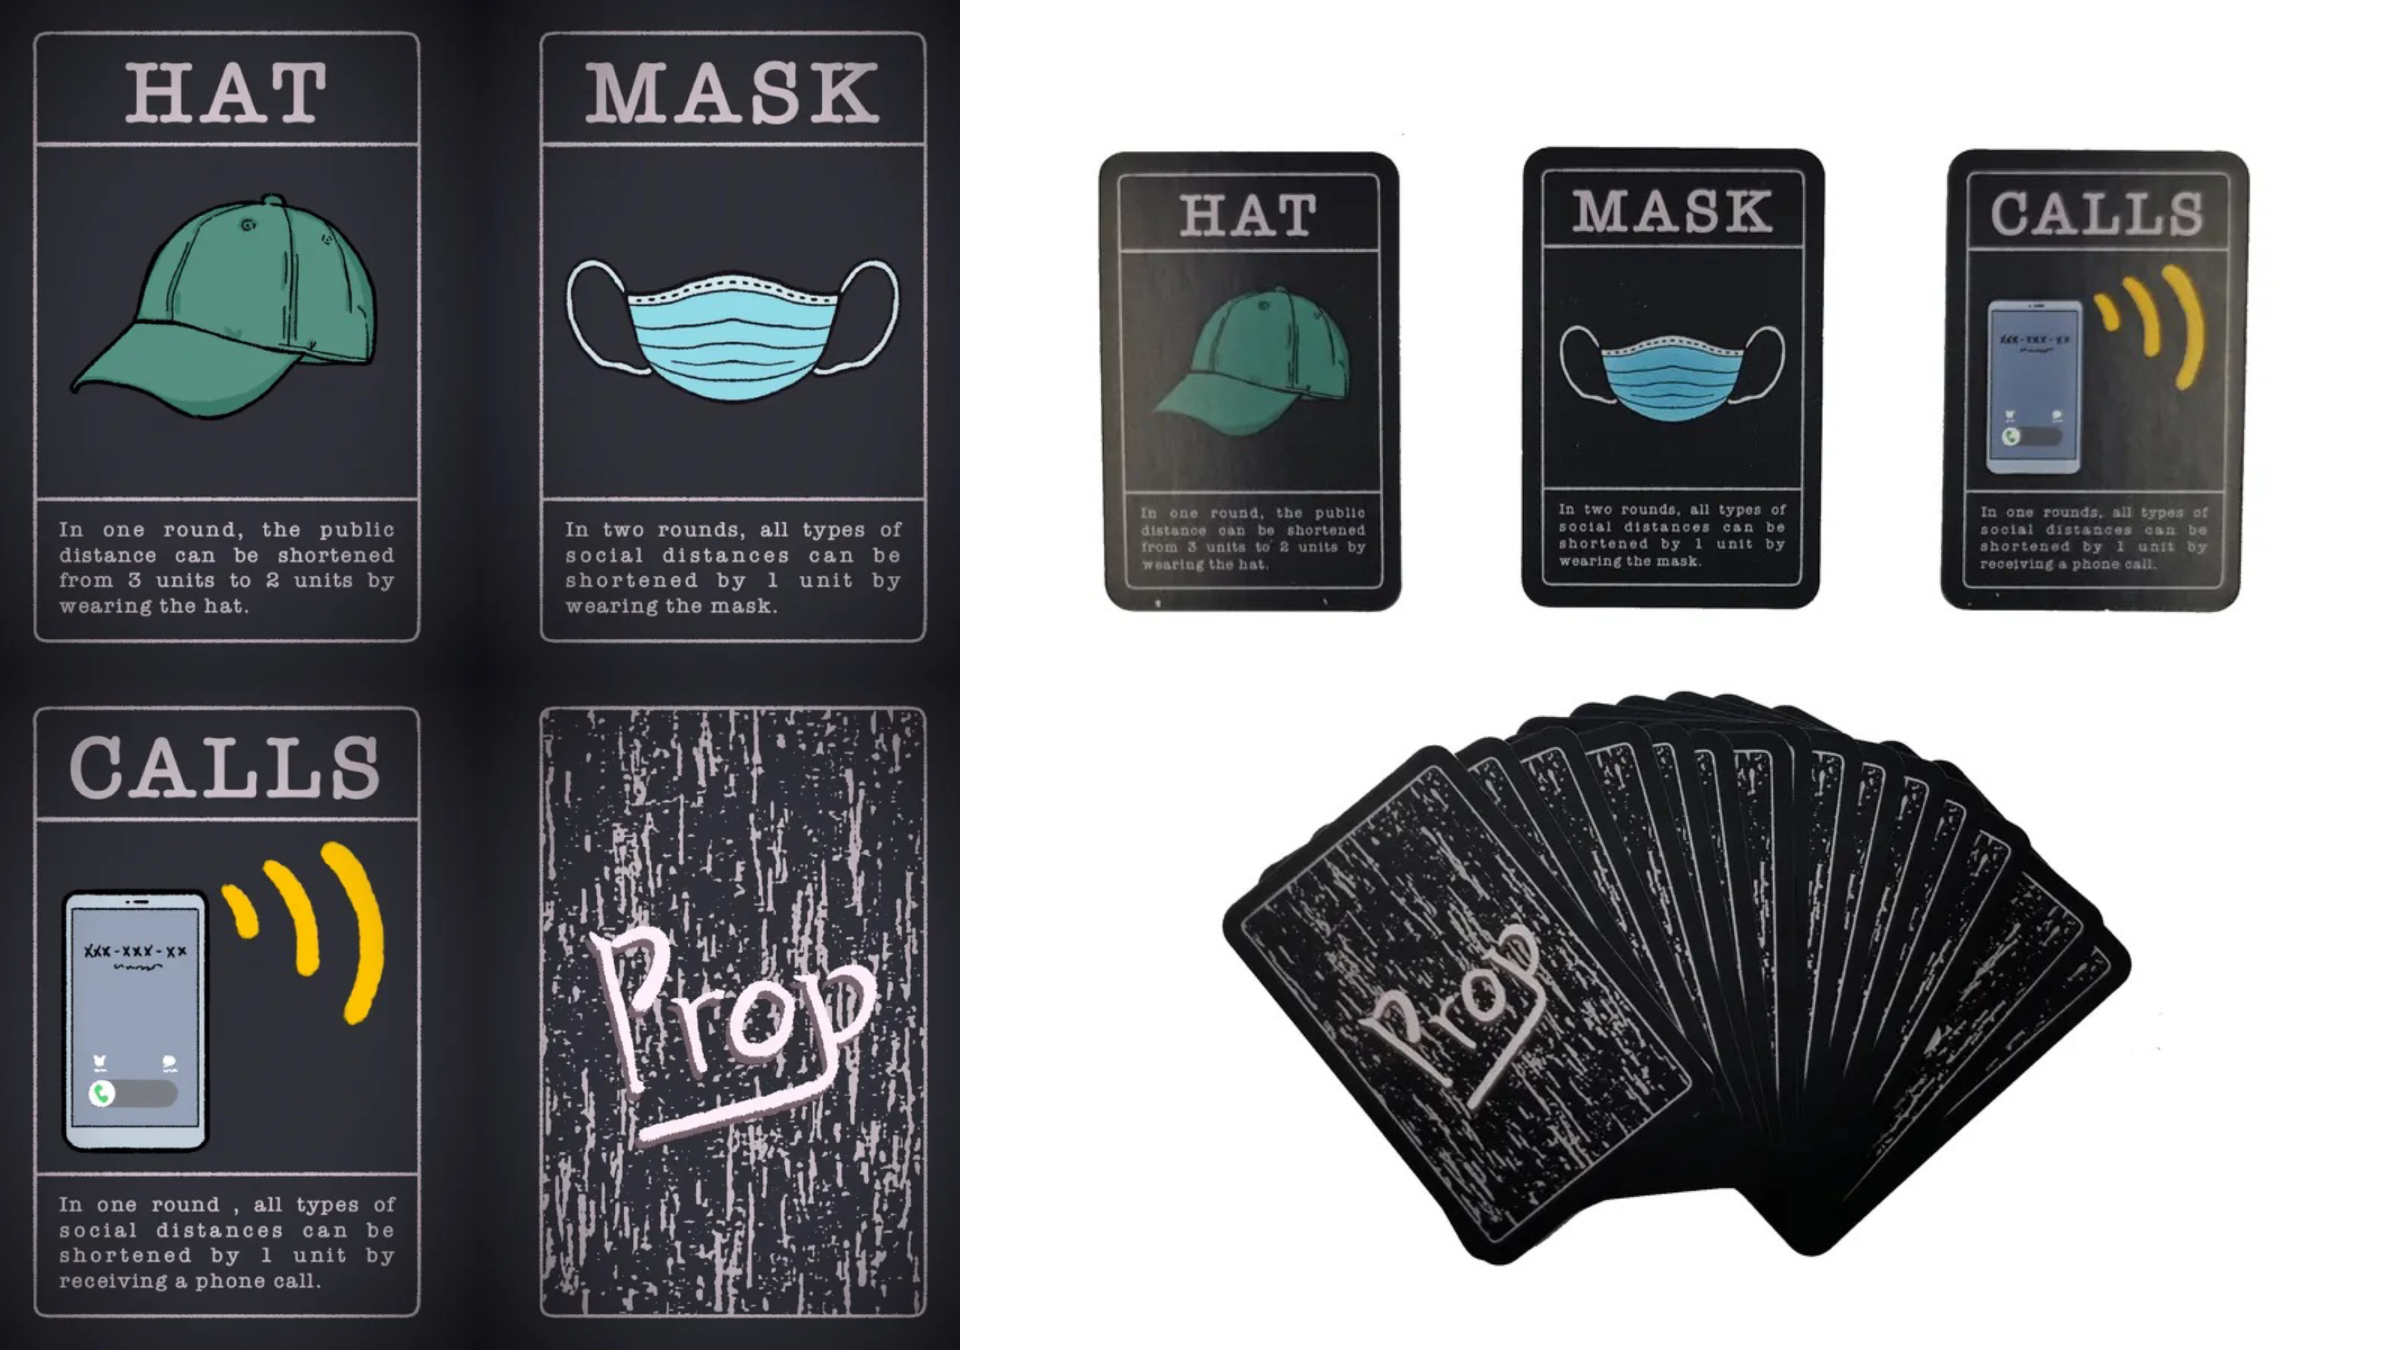 HAT
In one round, the public
distance can be shortened
from 3 units to 2 units by
wearing the hat.
MASK
In two rounds, all types of
social distances can be
shortened by 1 unit by
wearing the mask.
CALLS
xxx-xxx-xx
In one round , all types of
social distances can be
shortened by 1 unit by
receiving a phone call.
Prop
HAT
In one round, the public
distance can be shortened
from 3 units to 2 units by
wearing the hat.
MASK
In two rounds, all types of
social distances can be
shortened by 1 unit by
wearing the mask.
CALLS
xxx-xxx-xx
In one rounds, all types of
social distances can be
shortened by 1 unit by
receiving a phone call.
Prop